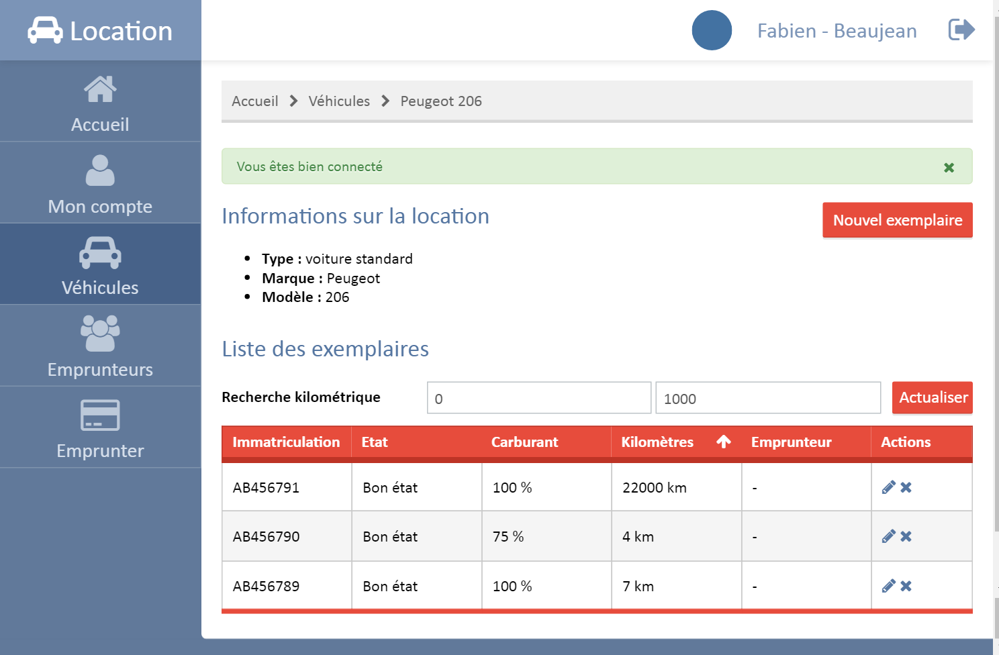 Location
Fabien - Beaujean
Accueil
Mon compte
Véhicules
Emprunteurs
Emprunter
Accueil Véhicules Peugeot 206
Vous êtes bien connecté
Informations sur la location
Nouvel exemplaire
Type : voiture standard
Marque : Peugeot
Modèle : 206
Liste des exemplaires
Recherche kilométrique 0 1000 Actualiser
Immatriculation Etat Carburant Kilomètres Emprunteur Actions
AB456791 Bon état 100 % 22000 km -
AB456790 Bon état 75 % 4 km -
AB456789 Bon état 100 % 7 km -